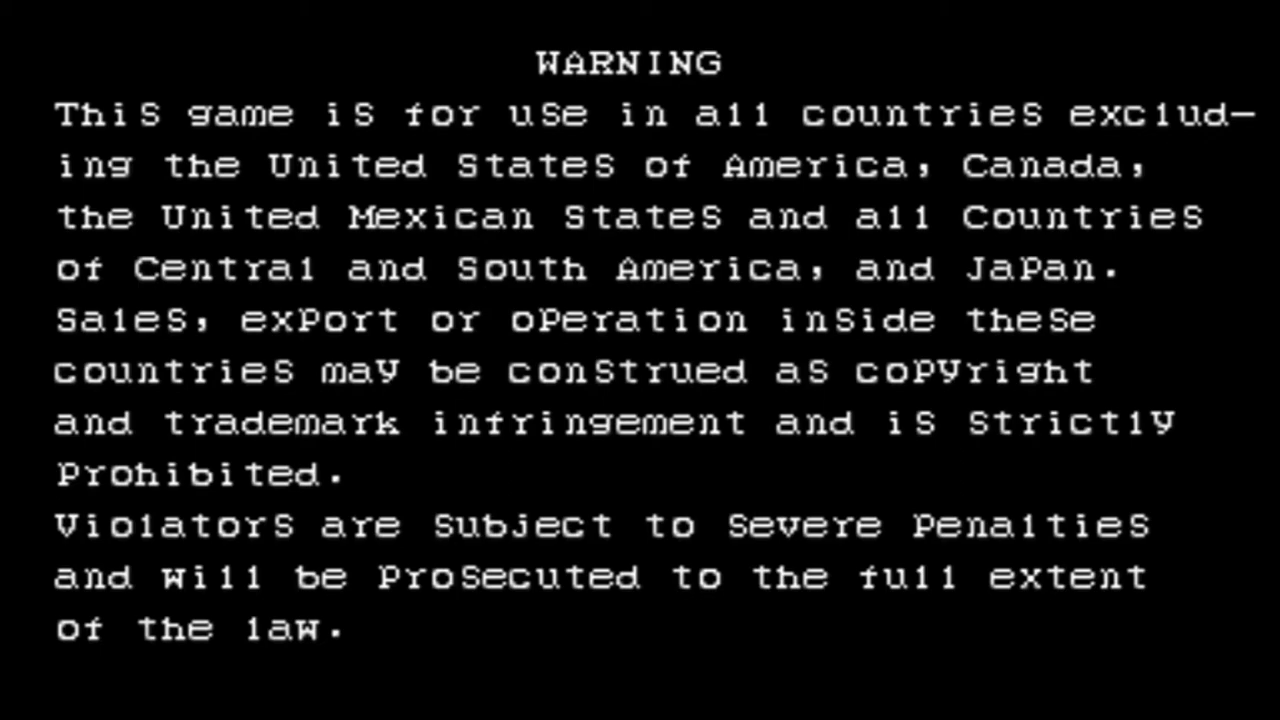 WARNING
This game is for use in all countries exclud-
ing the United States of America, Canada,
the United Mexican States and all Countries
of Central and South America, and Japan.
Sales, export or operation inside these
countries may be construed as copyright
and trademark infringement and is strictly
prohibited.
Violators are subject to severe penalties
and will be prosecuted to the full extent
of the law.